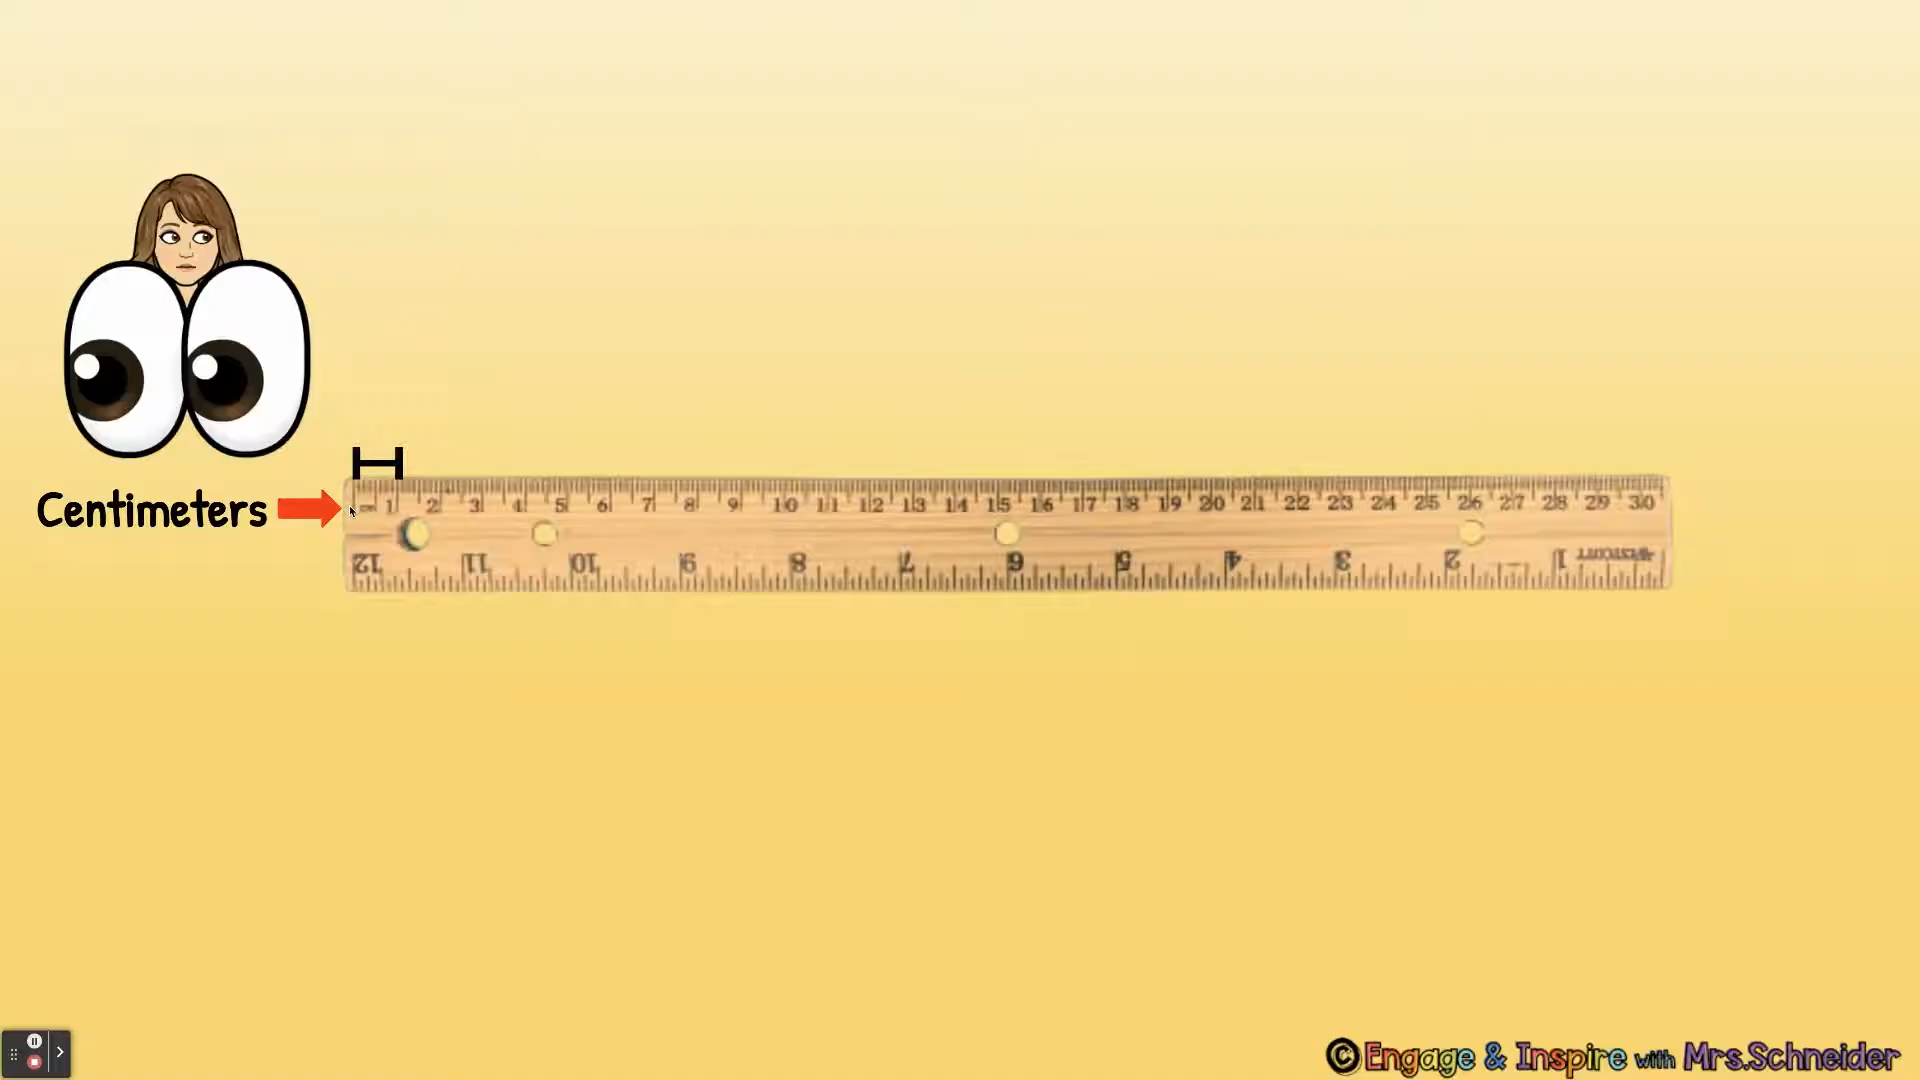 Centimeters
1 2 3 4 5 6 7 8 9 10 11 12 13 14 15 16 17 18 19 20 21 22 23 24 25 26 27 28 29 30
12 11 10 9 8 7 6 5 4 3 2 1 WESTCOTT
© Engage & Inspire with Mrs.Schneider